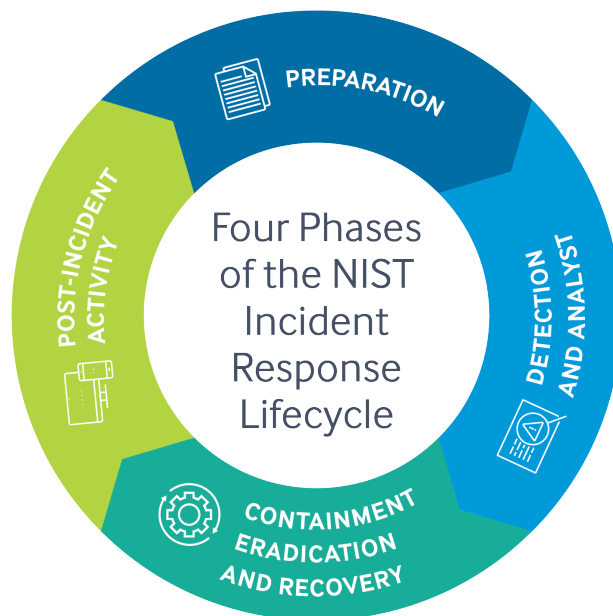 Four Phases
of the NIST
Incident
Response
Lifecycle
PREPARATION
DETECTION
AND ANALYST
CONTAINMENT
ERADICATION
AND RECOVERY
POST-INCIDENT
ACTIVITY